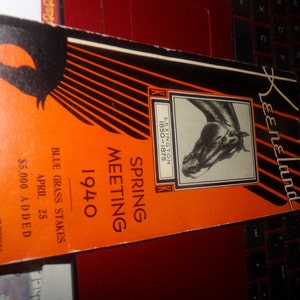 Keeneland
LEXINGTON
1850-1875
SPRING
MEETING
1940
BLUE GRASS STAKES
APRIL 25
$5,000 ADDED